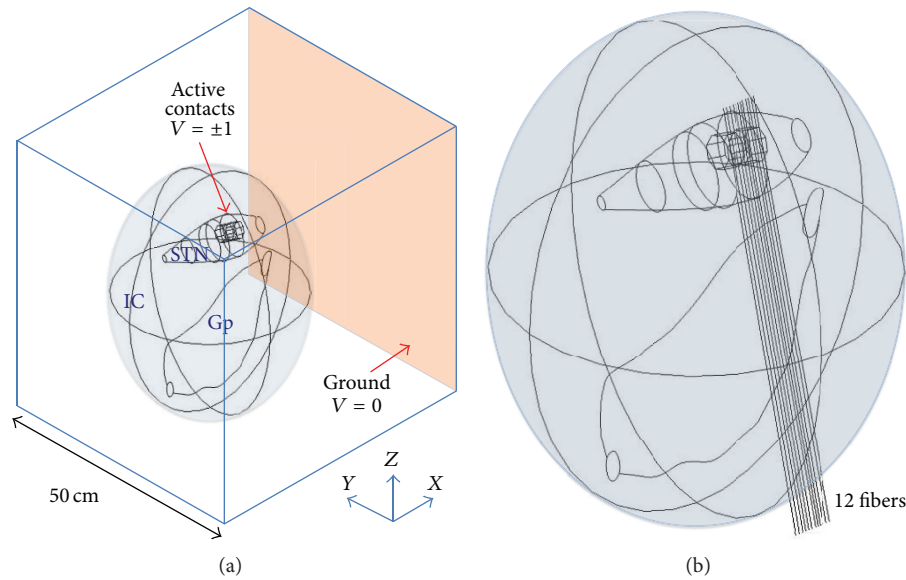 Active
contacts
V = ±1
STN
IC
Gp
Ground
V = 0
50 cm
Y
Z
X
(a)
12 fibers
(b)